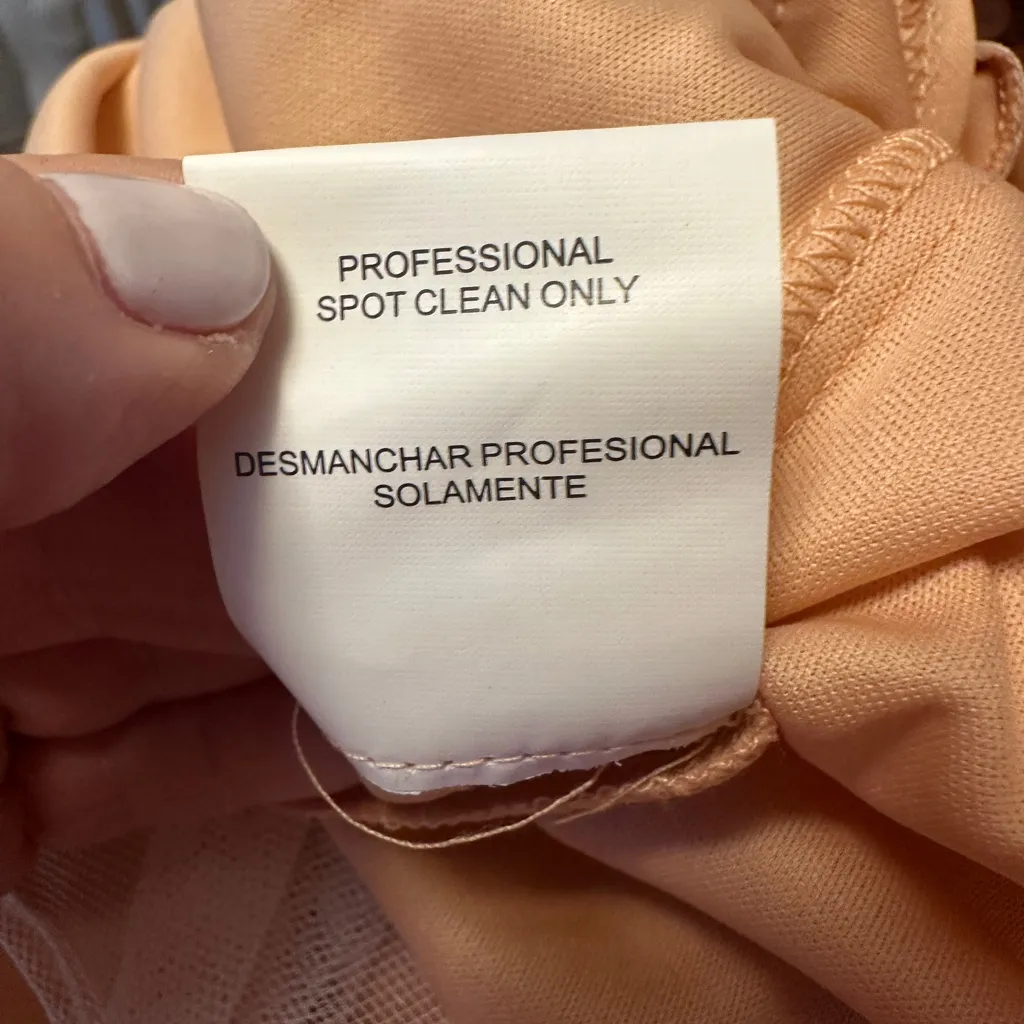 PROFESSIONAL
SPOT CLEAN ONLY
DESMANCHAR PROFESIONAL
SOLAMENTE